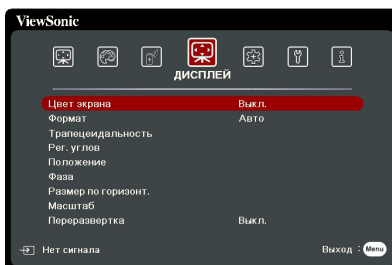 ViewSonic
ДИСПЛЕЙ
Цвет экрана Выкл.
Формат Авто
Трапецеидальность
Рег. углов
Положение
Фаза
Размер по горизонт.
Масштаб
Переразвертка Выкл.
Нет сигнала Выход : Menu